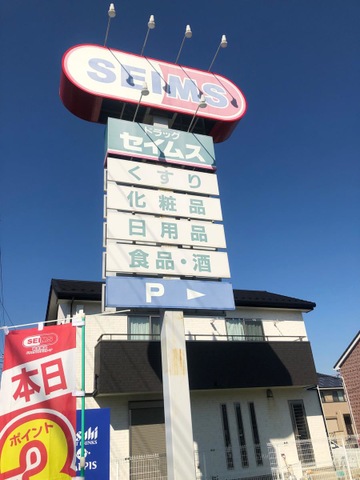 SEIMS
ドラッグ
セイムス
くすり
化粧品
日用品
食品・酒
P
SEIMS
本日
ポイント